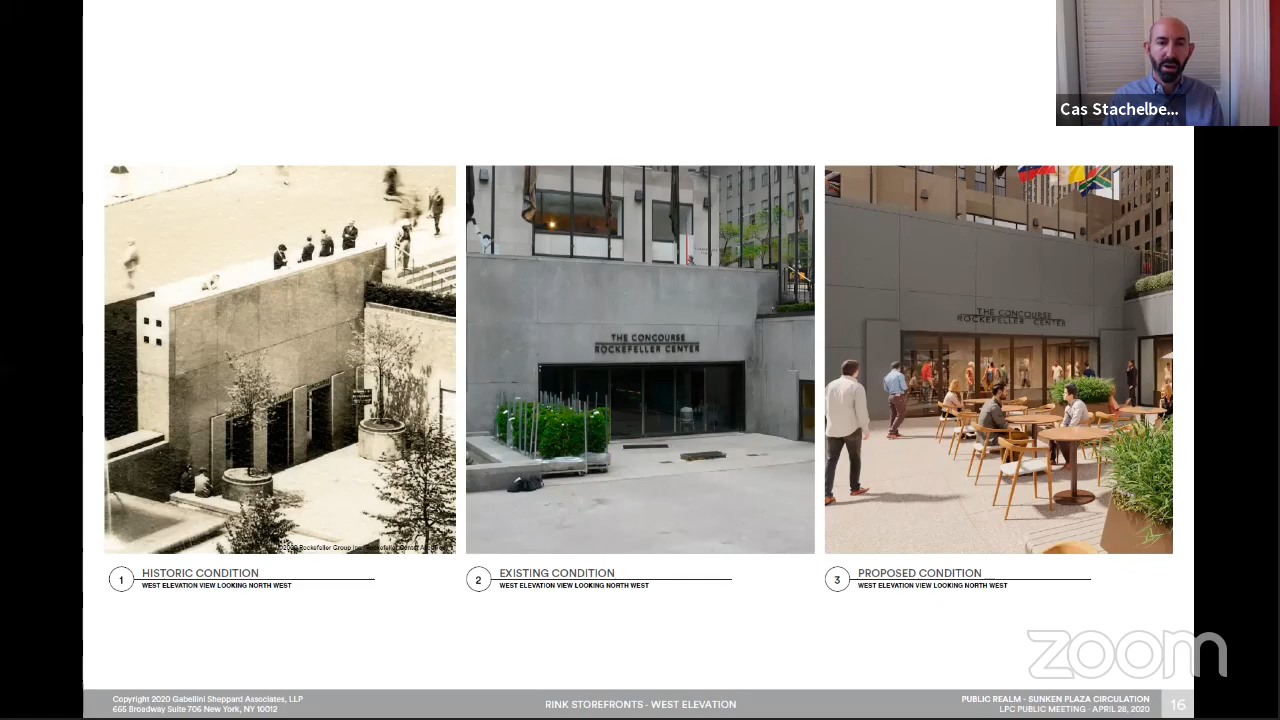 Cas Stachelbe...
THE CONCOURSE
ROCKEFELLER CENTER
THE CONCOURSE
ROCKEFELLER CENTER
1 HISTORIC CONDITION
WEST ELEVATION VIEW LOOKING NORTH WEST
2 EXISTING CONDITION
WEST ELEVATION VIEW LOOKING NORTH WEST
3 PROPOSED CONDITION
WEST ELEVATION VIEW LOOKING NORTH WEST
zoom
Copyright 2020 Gabellini Sheppard Associates, LLP
665 Broadway Suite 706 New York, NY 10012
RINK STOREFRONTS - WEST ELEVATION
PUBLIC REALM - SUNKEN PLAZA CIRCULATION
LPC PUBLIC MEETING - APRIL 28, 2020
16